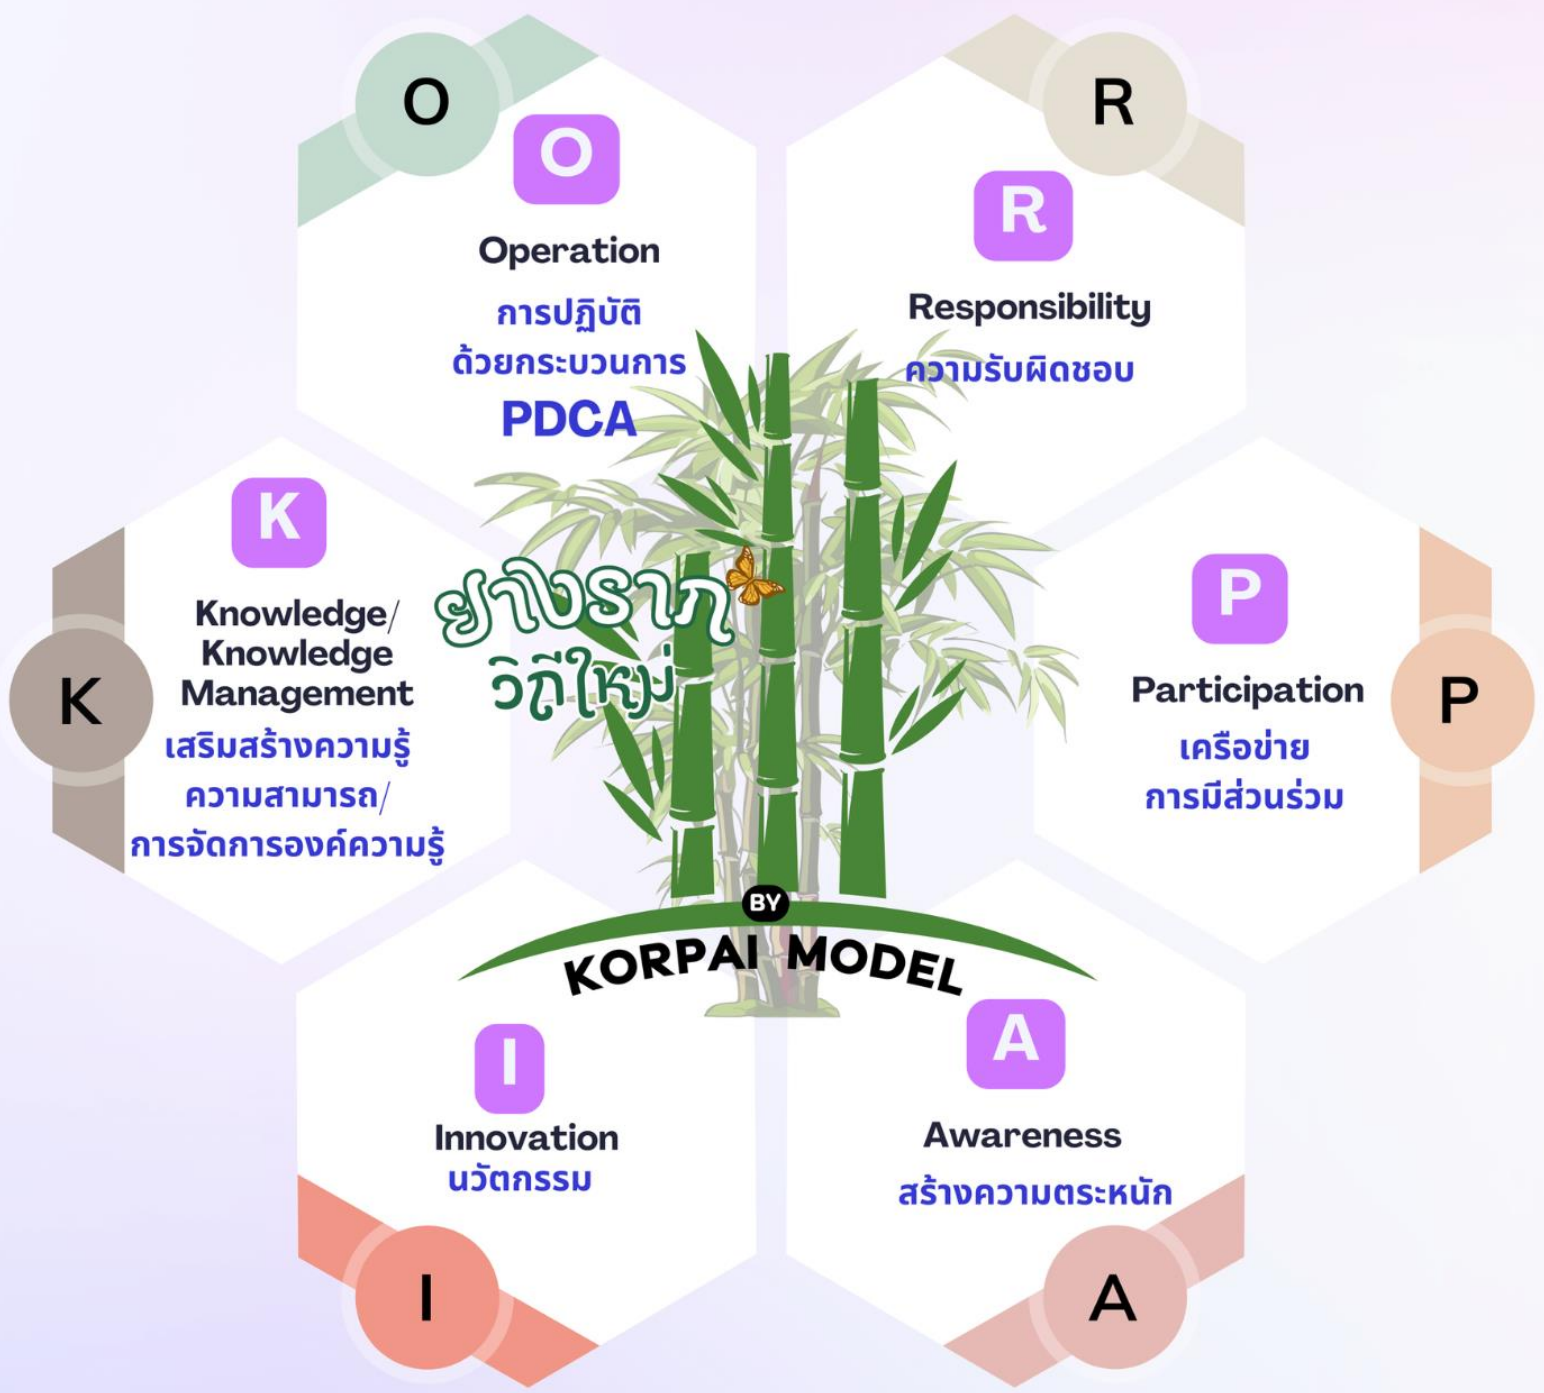 O
O
Operation
การปฏิบัติ
ด้วยกระบวนการ
PDCA
R
R
Responsibility
ความรับผิดชอบ
K
K
Knowledge/
Knowledge
Management
เสริมสร้างความรู้
ความสามารถ/
การจัดการองค์ความรู้
ยางราก
วิถีใหม่
BY
KORPAI MODEL
P
P
Participation
เครือข่าย
การมีส่วนร่วม
I
Innovation
นวัตกรรม
I
A
Awareness
สร้างความตระหนัก
A